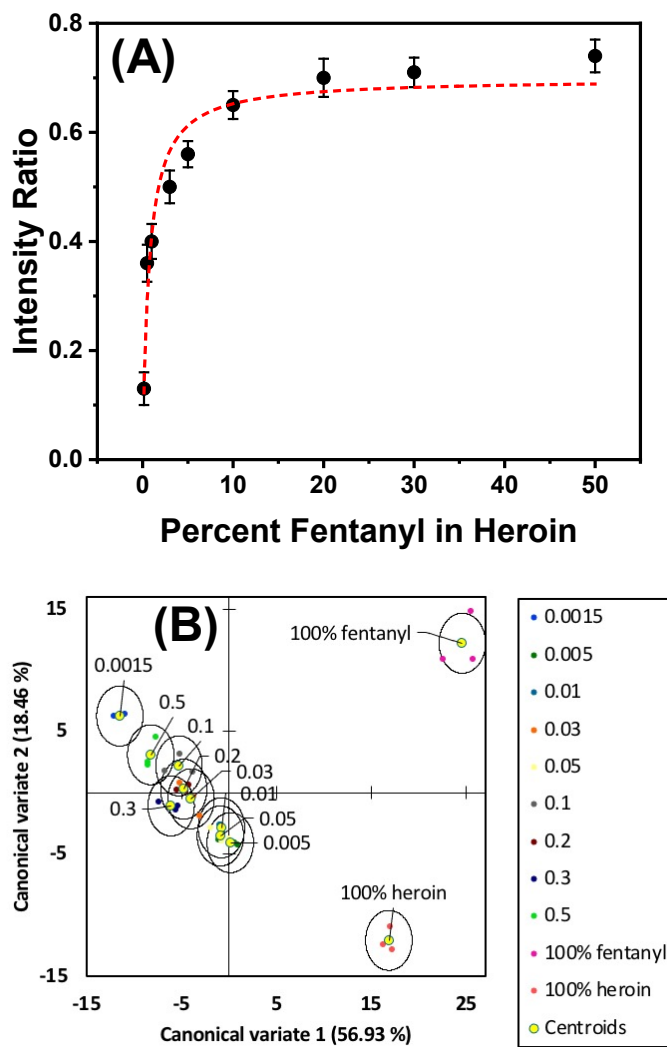 (A)
0.8
0.6
0.4
0.2
0.0
Intensity Ratio
0 10 20 30 40 50
Percent Fentanyl in Heroin
(B)
15
5
-5
-15
Canonical variate 2 (18.46 %)
100% fentanyl
0.0015
0.5
0.1
0.2
0.03
0.01
0.3
0.05
0.005
100% heroin
-15 -5 5 15 25
Canonical variate 1 (56.93 %)
0.0015
0.005
0.01
0.03
0.05
0.1
0.2
0.3
0.5
100% fentanyl
100% heroin
Centroids